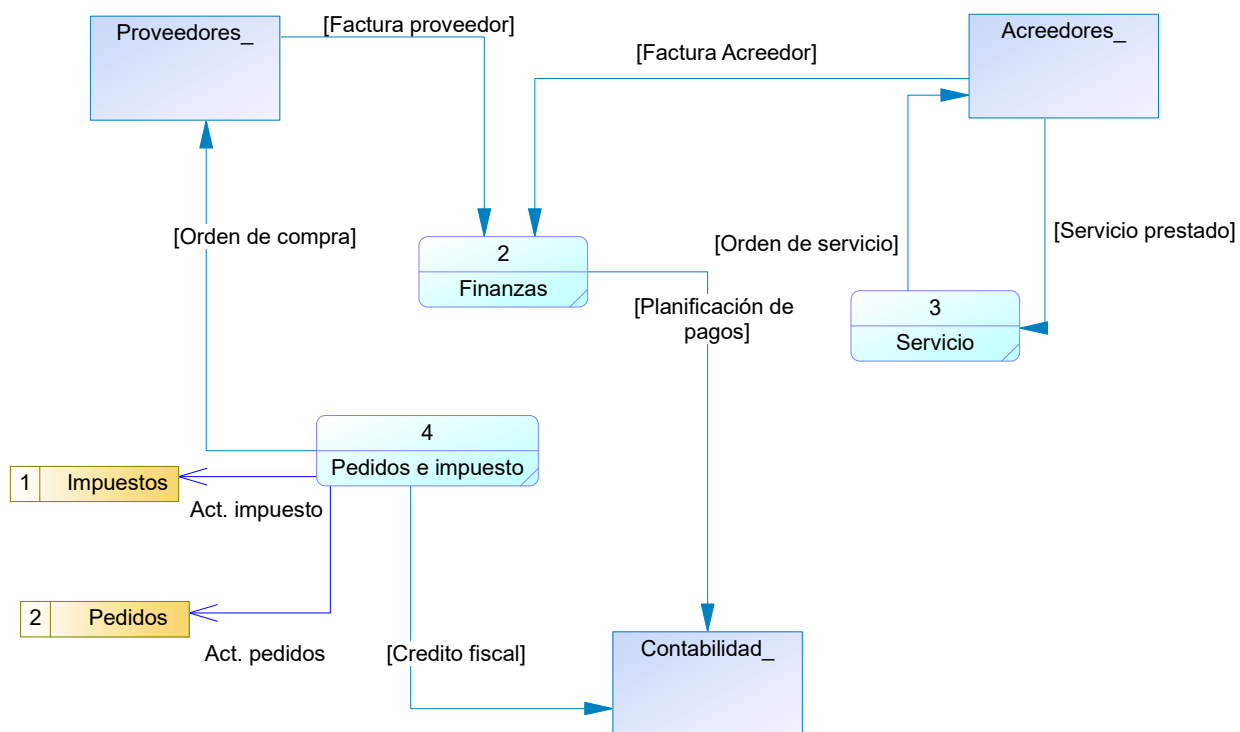 Proveedores_
[Factura proveedor]
Acreedores_
[Factura Acreedor]
[Orden de compra]
[Orden de servicio]
[Servicio prestado]
2
Finanzas
[Planificación de
pagos]
3
Servicio
4
Pedidos e impuesto
1 Impuestos
Act. impuesto
2 Pedidos
Act. pedidos
[Credito fiscal]
Contabilidad_